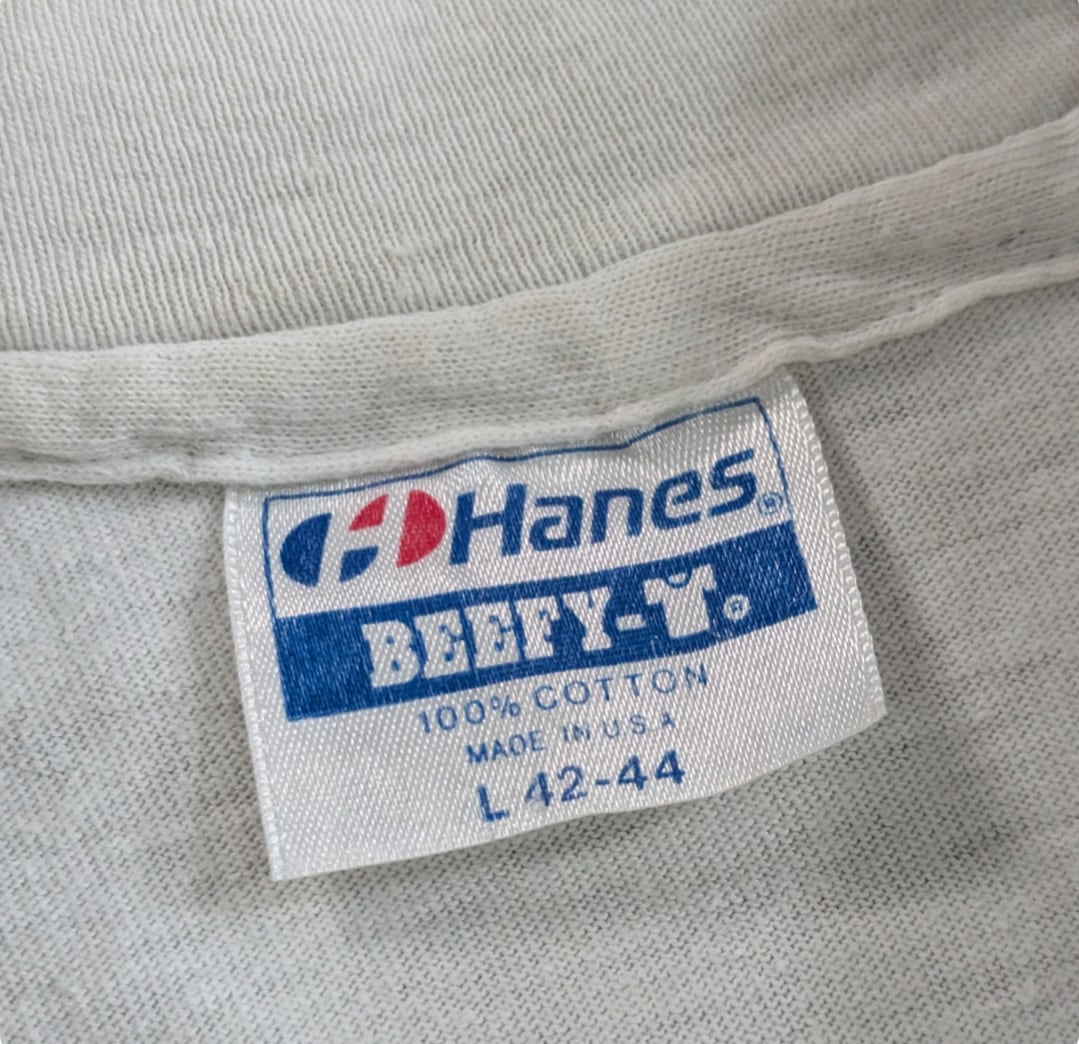 Hanes®
BEEFY-T®
100% COTTON
MADE IN U.S.A
L 42-44